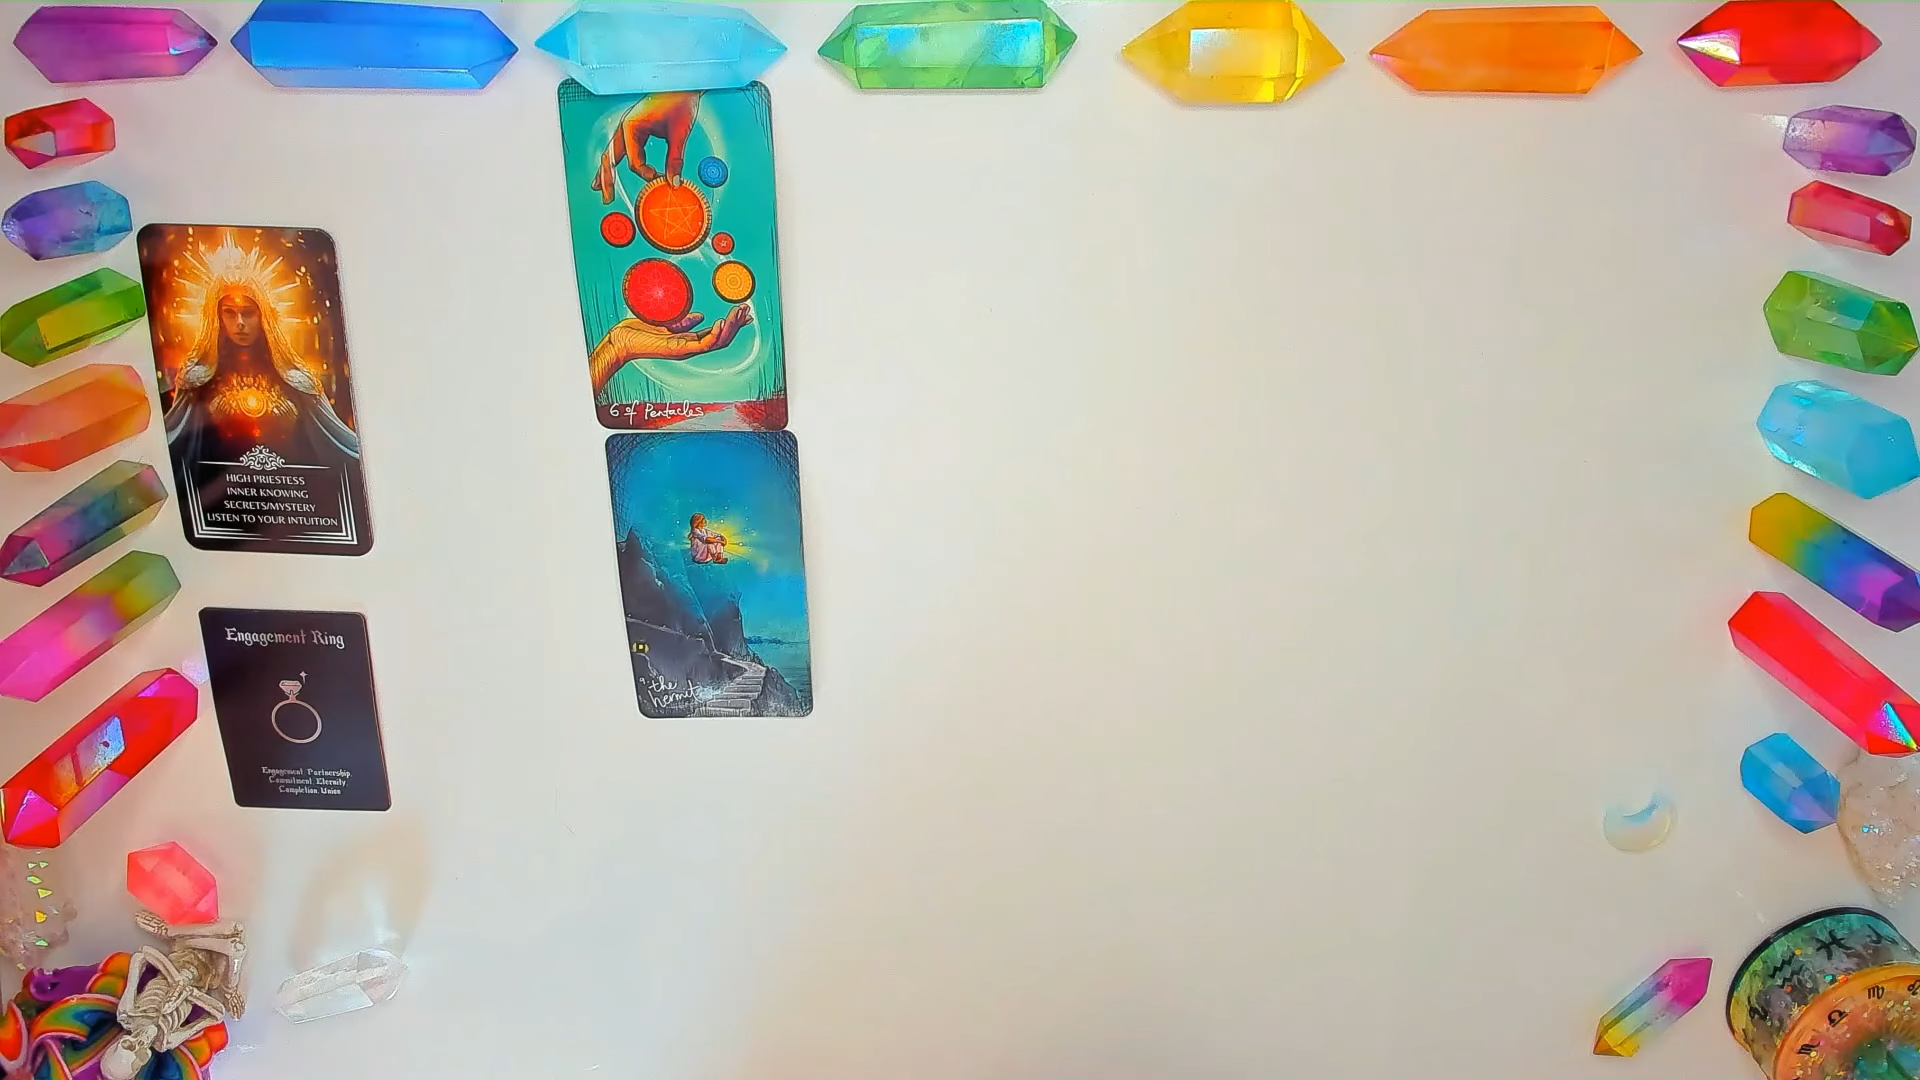 6 of Pentacles
HIGH PRIESTESS
INNER KNOWING
SECRETS/MYSTERY
LISTEN TO YOUR INTUITION
9. the
hermit
Engagement Ring
Engagement, Partnership,
Commitment, Eternity,
Completion, Union
♓
♒
♏
♎